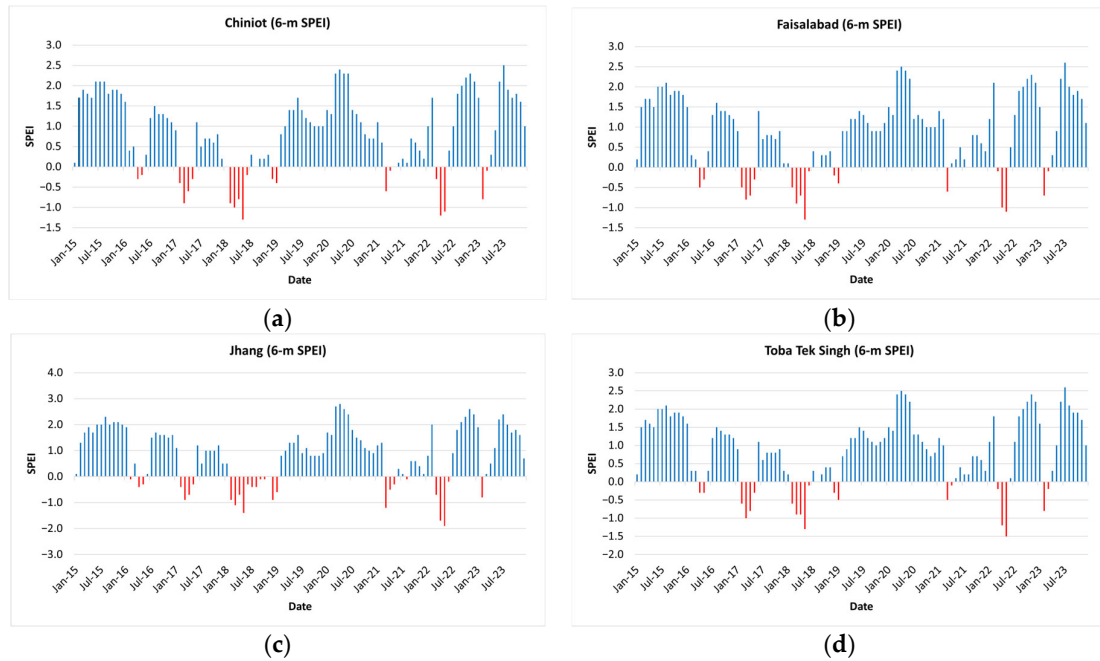 Chiniot (6-m SPEI)
3.0
2.5
2.0
1.5
1.0
0.5
0.0
−0.5
−1.0
−1.5
SPEI
Jan-15
Jul-15
Jan-16
Jul-16
Jan-17
Jul-17
Jan-18
Jul-18
Jan-19
Jul-19
Jan-20
Jul-20
Jan-21
Jul-21
Jan-22
Jul-22
Jan-23
Jul-23
Date
(a)
Faisalabad (6-m SPEI)
3.0
2.5
2.0
1.5
1.0
0.5
0.0
−0.5
−1.0
−1.5
SPEI
Jan-15
Jul-15
Jan-16
Jul-16
Jan-17
Jul-17
Jan-18
Jul-18
Jan-19
Jul-19
Jan-20
Jul-20
Jan-21
Jul-21
Jan-22
Jul-22
Jan-23
Jul-23
Date
(b)
Jhang (6-m SPEI)
4.0
3.0
2.0
1.0
0.0
−1.0
−2.0
−3.0
SPEI
Jan-15
Jul-15
Jan-16
Jul-16
Jan-17
Jul-17
Jan-18
Jul-18
Jan-19
Jul-19
Jan-20
Jul-20
Jan-21
Jul-21
Jan-22
Jul-22
Jan-23
Jul-23
Date
(c)
Toba Tek Singh (6-m SPEI)
3.0
2.5
2.0
1.5
1.0
0.5
0.0
−0.5
−1.0
−1.5
−2.0
SPEI
Jan-15
Jul-15
Jan-16
Jul-16
Jan-17
Jul-17
Jan-18
Jul-18
Jan-19
Jul-19
Jan-20
Jul-20
Jan-21
Jul-21
Jan-22
Jul-22
Jan-23
Jul-23
Date
(d)